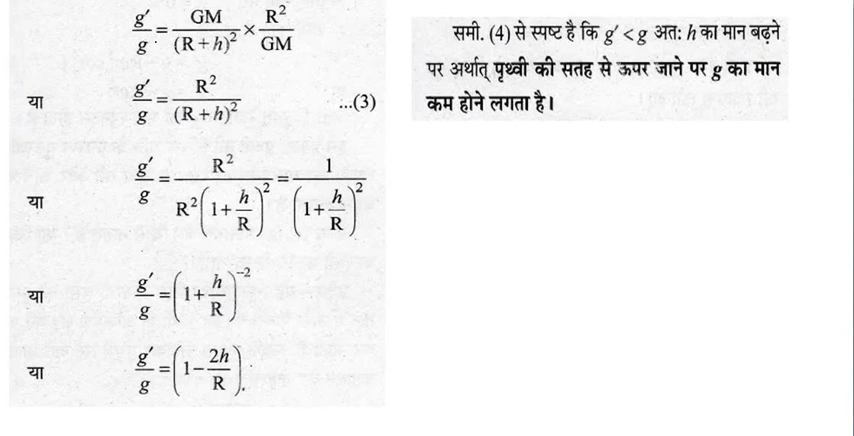 g′/g = GM/(R+h)² × R²/GM
या g′/g = R²/(R+h)² ...(3)
या g′/g = R²/R²(1+h/R)² = 1/(1+h/R)²
या g′/g = (1+h/R)⁻²
या g′/g = (1−2h/R).
समी. (4) से स्पष्ट है कि g′ < g अत: h का मान बढ़ने
पर अर्थात् पृथ्वी की सतह से ऊपर जाने पर g का मान
कम होने लगता है।